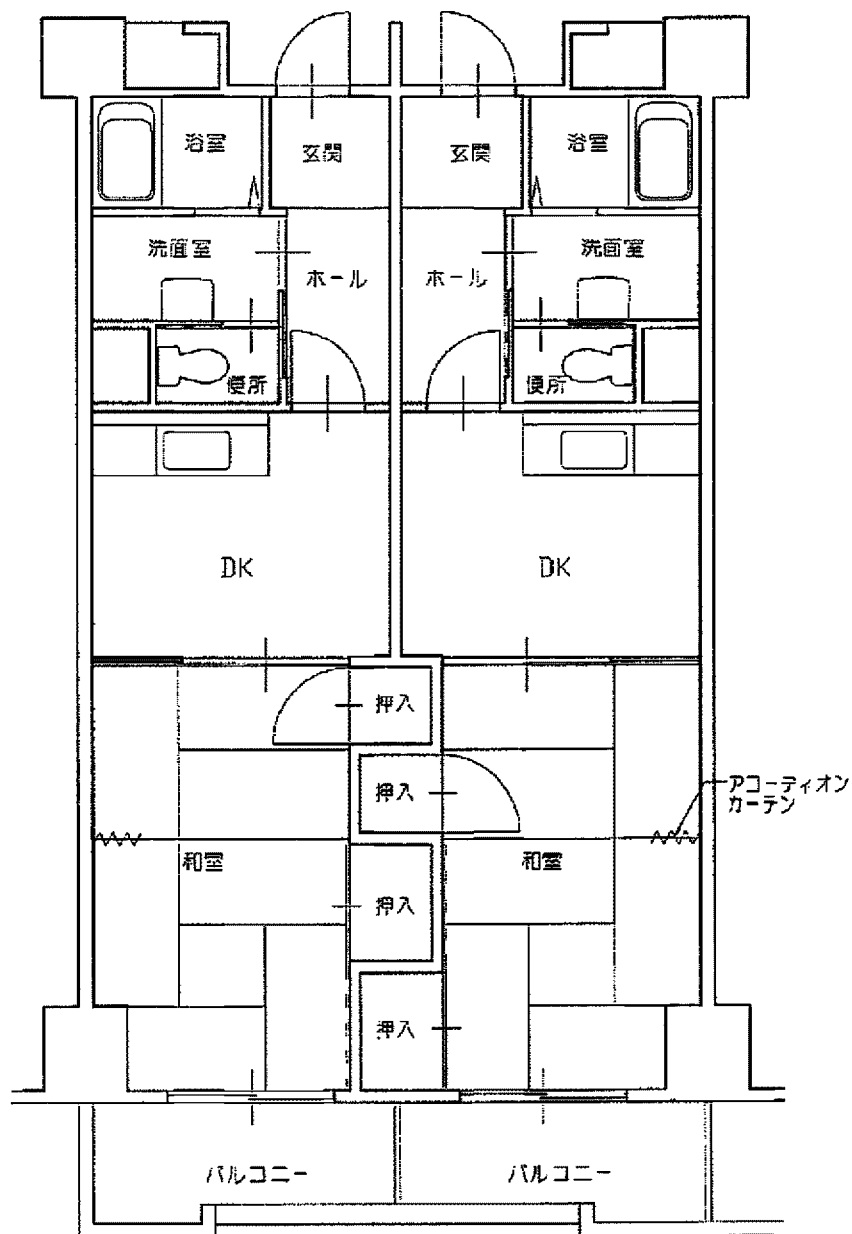 浴室
玄関
玄関
浴室
洗面室
ホール
ホール
洗面室
便所
便所
DK
DK
押入
押入
アコーディオン
カーテン
和室
和室
押入
押入
バルコニー
バルコニー